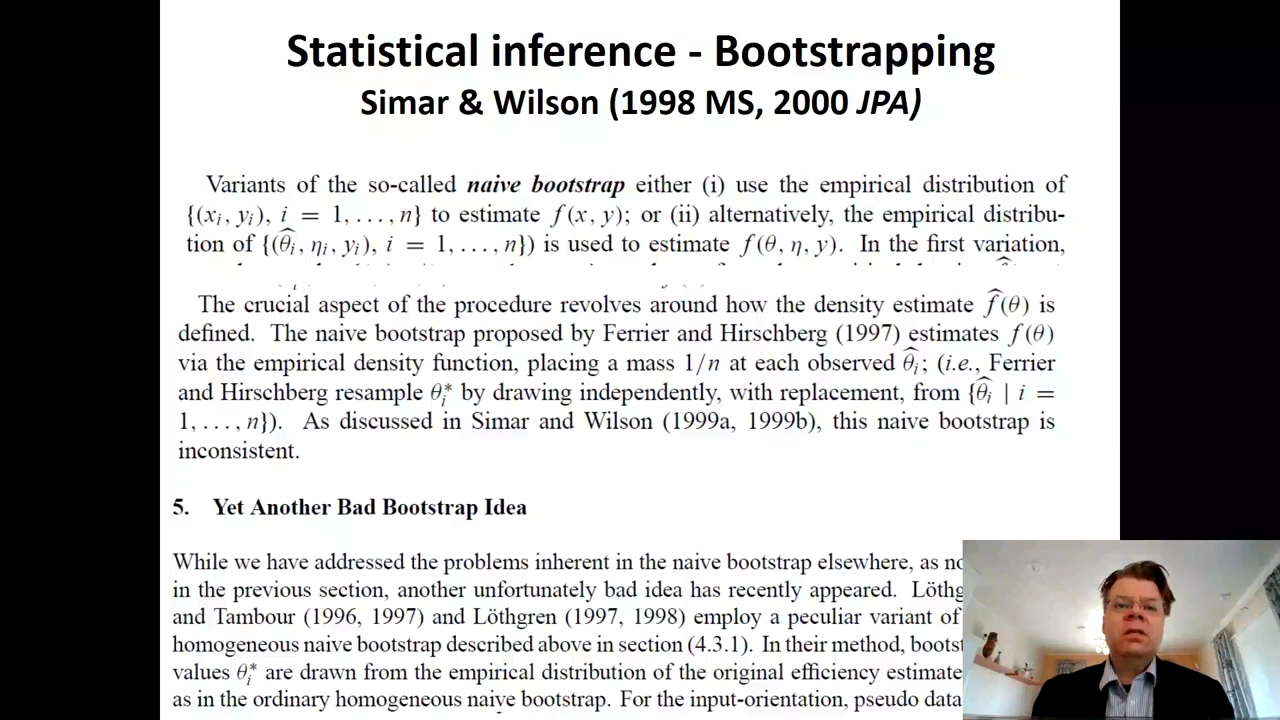 Statistical inference - Bootstrapping
Simar & Wilson (1998 MS, 2000 JPA)
Variants of the so-called naive bootstrap either (i) use the empirical distribution of
{(xᵢ, yᵢ), i = 1, . . . , n} to estimate f(x, y); or (ii) alternatively, the empirical distribu-
tion of {(θ̂ᵢ, ηᵢ, yᵢ), i = 1, . . . , n}) is used to estimate f(θ, η, y). In the first variation,
The crucial aspect of the procedure revolves around how the density estimate f̂(θ) is
defined. The naive bootstrap proposed by Ferrier and Hirschberg (1997) estimates f(θ)
via the empirical density function, placing a mass 1/n at each observed θ̂ᵢ; (i.e., Ferrier
and Hirschberg resample θᵢ* by drawing independently, with replacement, from {θ̂ᵢ | i =
1, . . . , n}). As discussed in Simar and Wilson (1999a, 1999b), this naive bootstrap is
inconsistent.
5. Yet Another Bad Bootstrap Idea
While we have addressed the problems inherent in the naive bootstrap elsewhere, as no
in the previous section, another unfortunately bad idea has recently appeared. Löthg
and Tambour (1996, 1997) and Löthgren (1997, 1998) employ a peculiar variant of
homogeneous naive bootstrap described above in section (4.3.1). In their method, bootst
values θᵢ* are drawn from the empirical distribution of the original efficiency estimate
as in the ordinary homogeneous naive bootstrap. For the input-orientation, pseudo data